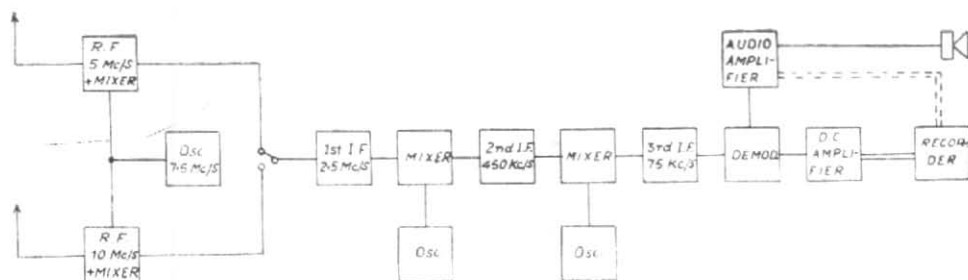 R.F
5 Mc/s
+MIXER
Osc
7.5 Mc/s
R.F
10 Mc/s
+MIXER
1st I.F
2.5 Mc/s
MIXER
Osc.
2nd I.F.
450 Kc/s
MIXER
Osc.
3rd I.F.
75 Kc/s
AUDIO
AMPLI-
FIER
DEMOD
D.C
AMPLI-
FIER
RECOR-
DER